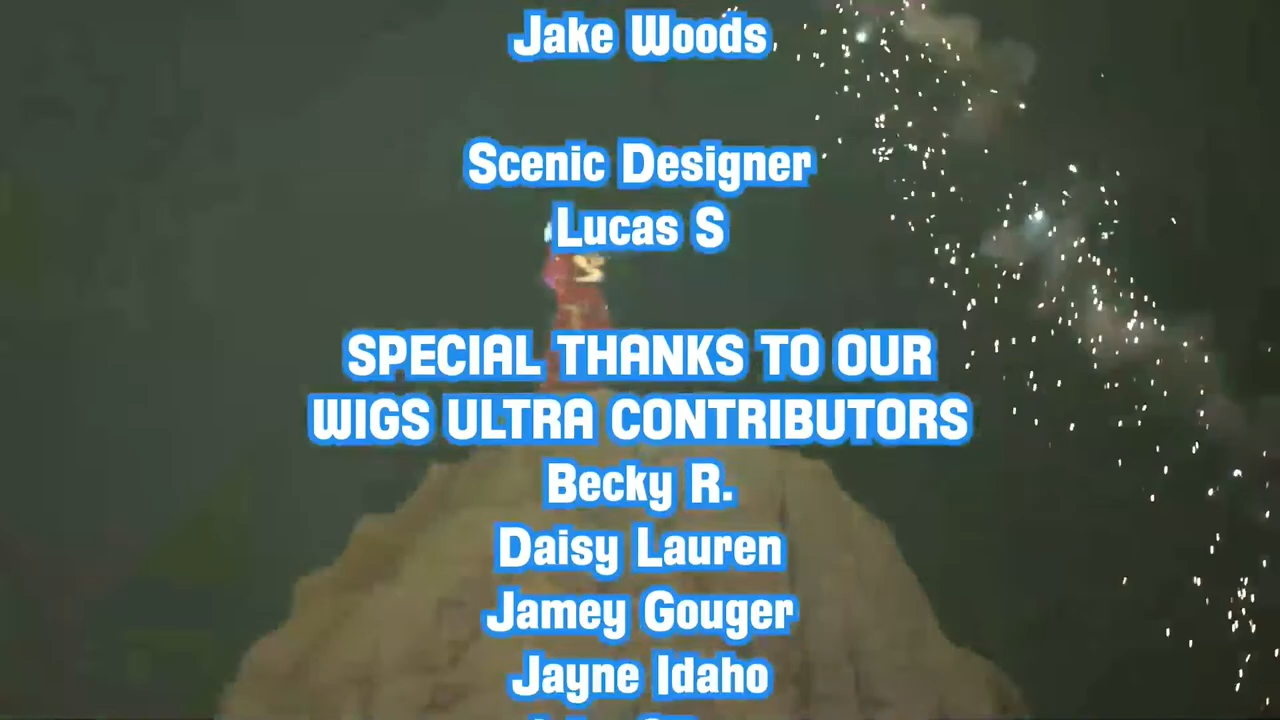 Jake Woods
Scenic Designer
Lucas S
SPECIAL THANKS TO OUR
WIGS ULTRA CONTRIBUTORS
Becky R.
Daisy Lauren
Jamey Gouger
Jayne Idaho